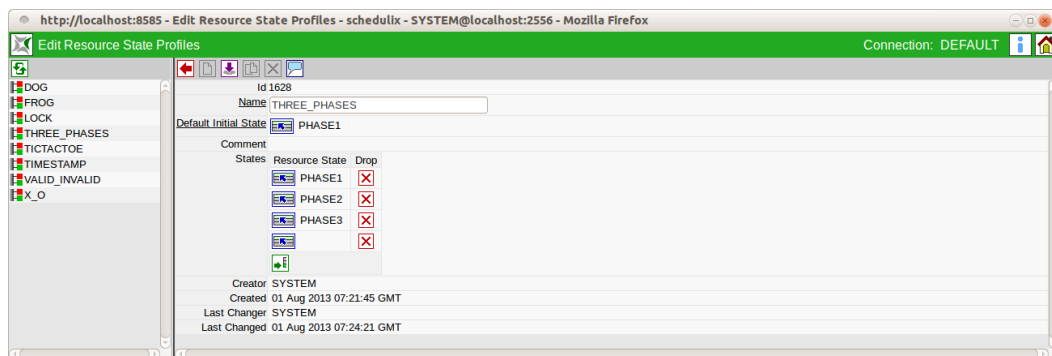 http://localhost:8585 - Edit Resource State Profiles - schedulix - SYSTEM@localhost:2556 - Mozilla Firefox
Edit Resource State Profiles
Connection: DEFAULT
DOG
FROG
LOCK
THREE_PHASES
TICTACTOE
TIMESTAMP
VALID_INVALID
X_O
Id 1628
Name THREE_PHASES
Default Initial State PHASE1
Comment
States Resource State Drop
PHASE1
PHASE2
PHASE3
Creator SYSTEM
Created 01 Aug 2013 07:21:45 GMT
Last Changer SYSTEM
Last Changed 01 Aug 2013 07:24:21 GMT